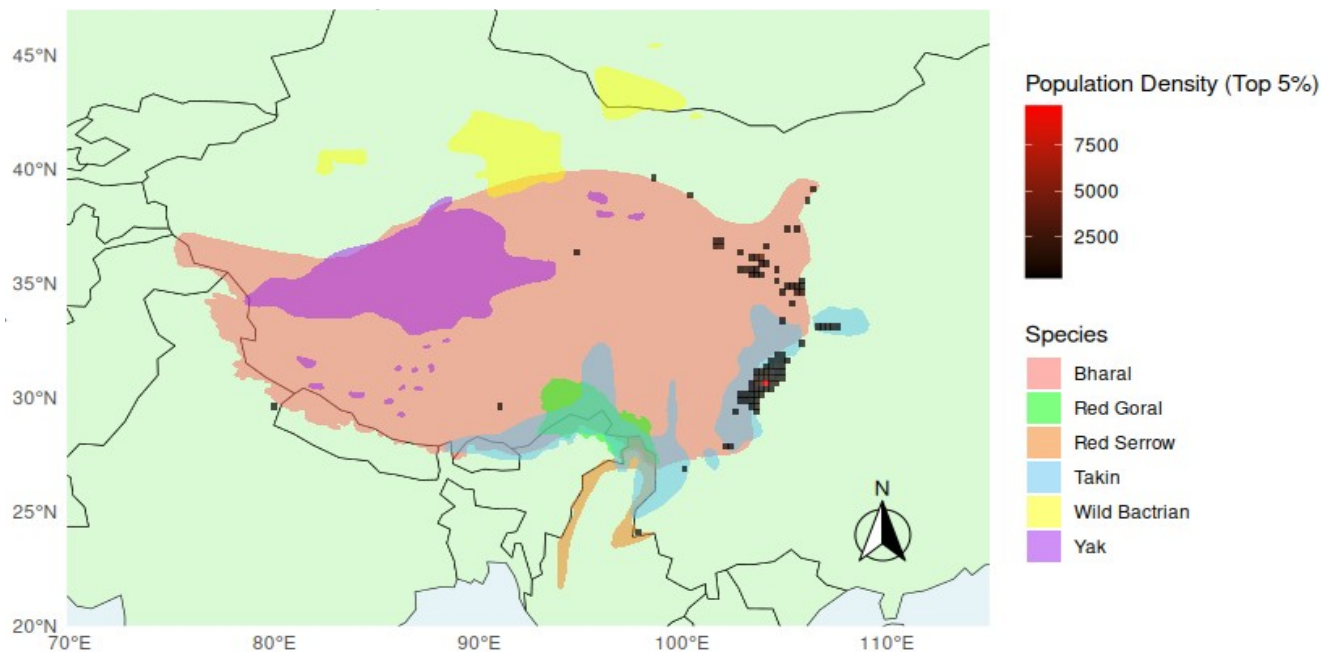 45°N
40°N
35°N
30°N
25°N
20°N
70°E
80°E
90°E
100°E
110°E
N
Population Density (Top 5%)
7500
5000
2500
Species
Bharal
Red Goral
Red Serrow
Takin
Wild Bactrian
Yak